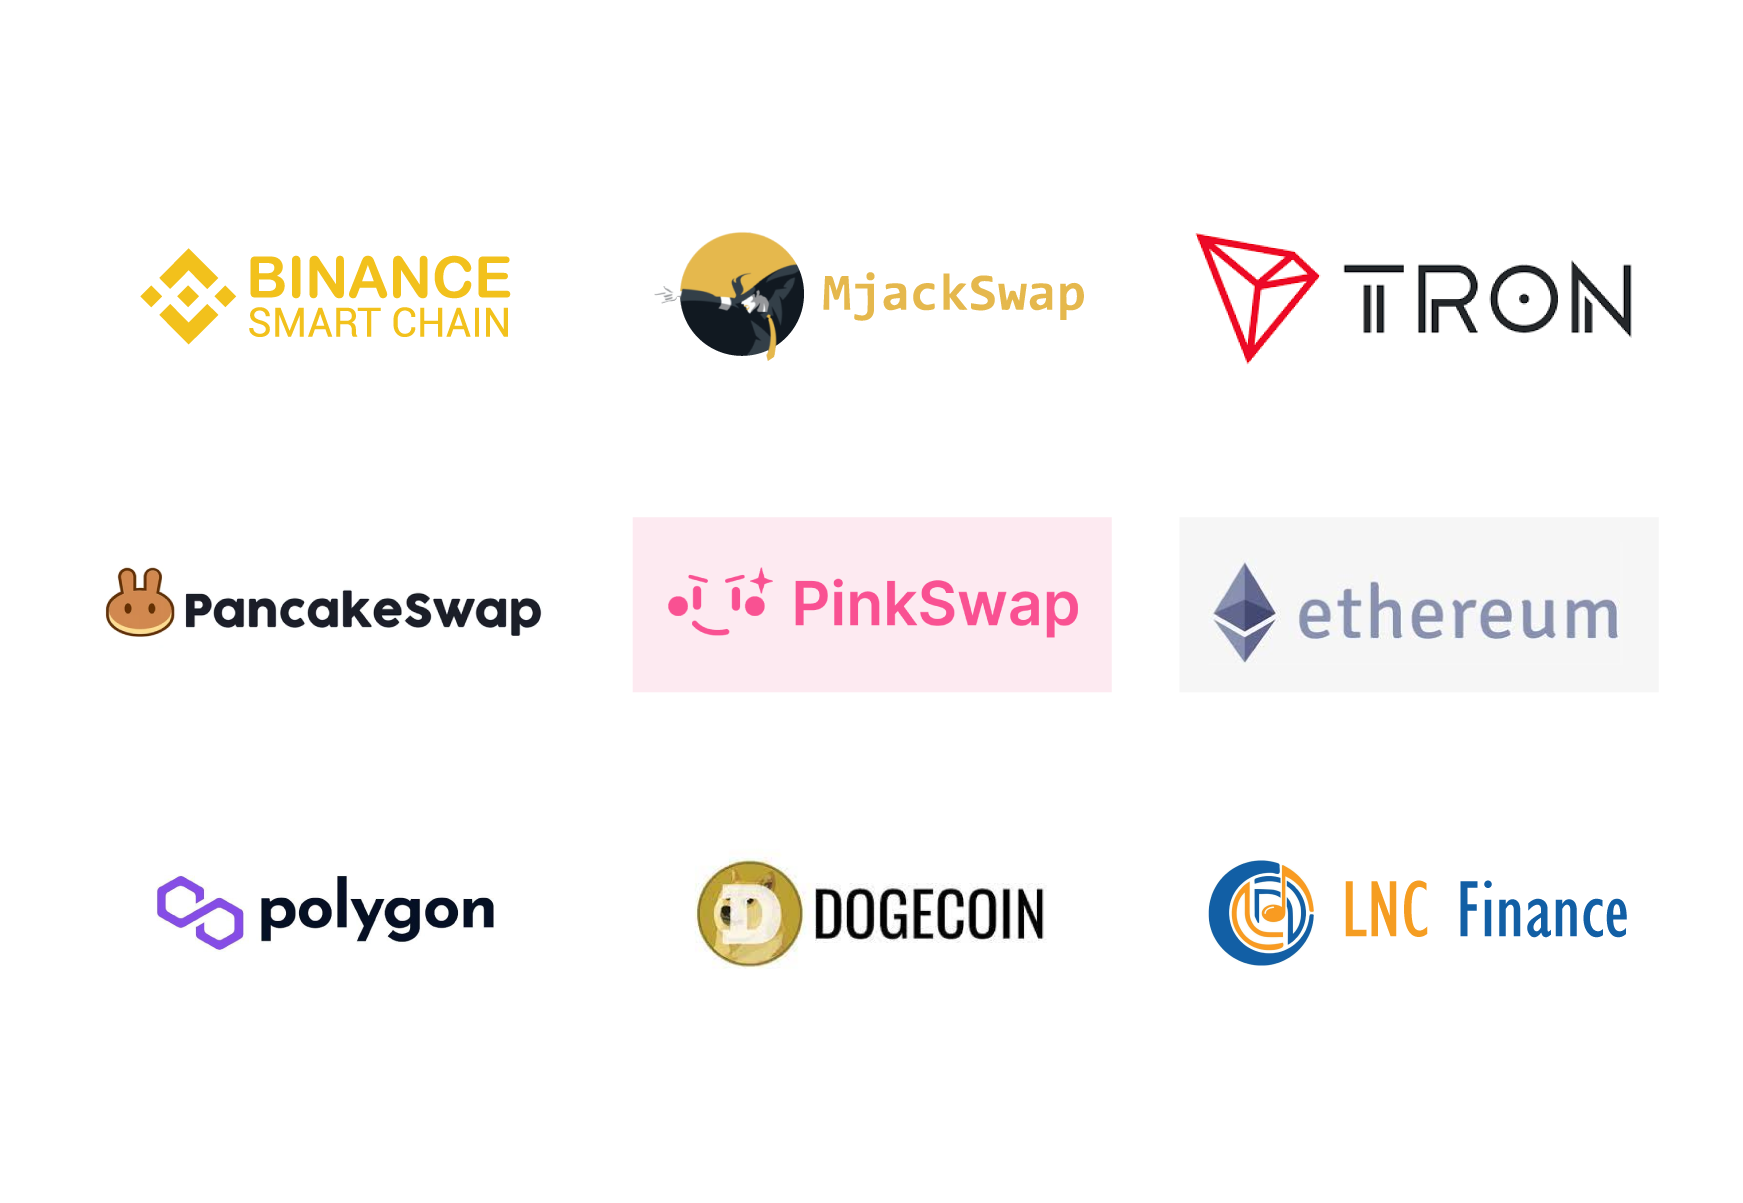 BINANCE
SMART CHAIN
MjackSwap
TRON
PancakeSwap
PinkSwap
ethereum
polygon
D
DOGECOIN
LNC Finance